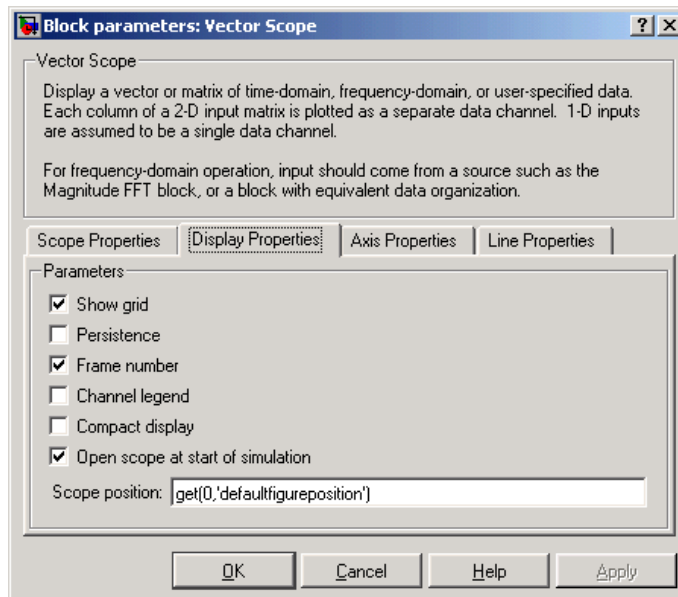 Block parameters: Vector Scope
Vector Scope
Display a vector or matrix of time-domain, frequency-domain, or user-specified data.
Each column of a 2-D input matrix is plotted as a separate data channel.  1-D inputs
are assumed to be a single data channel.
For frequency-domain operation, input should come from a source such as the
Magnitude FFT block, or a block with equivalent data organization.
Scope Properties Display Properties Axis Properties Line Properties
Parameters
Show grid
Persistence
Frame number
Channel legend
Compact display
Open scope at start of simulation
Scope position: get(0,'defaultfigureposition')
OK Cancel Help Apply